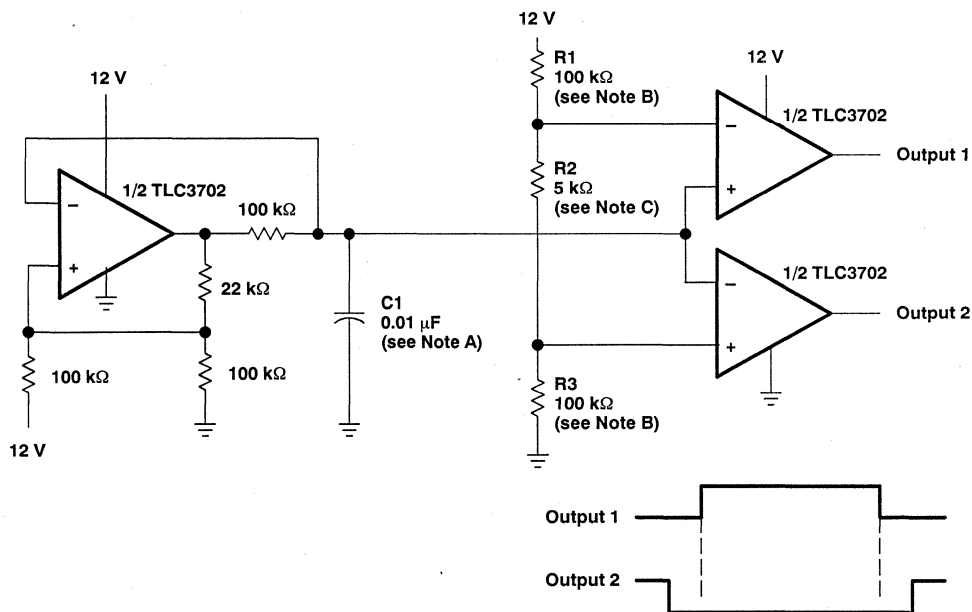 12 V
1/2 TLC3702
−
+
100 kΩ
22 kΩ
100 kΩ
100 kΩ
12 V
C1
0.01 µF
(see Note A)
12 V
R1
100 kΩ
(see Note B)
R2
5 kΩ
(see Note C)
R3
100 kΩ
(see Note B)
12 V
1/2 TLC3702
−
+
Output 1
1/2 TLC3702
−
+
Output 2
Output 1
Output 2